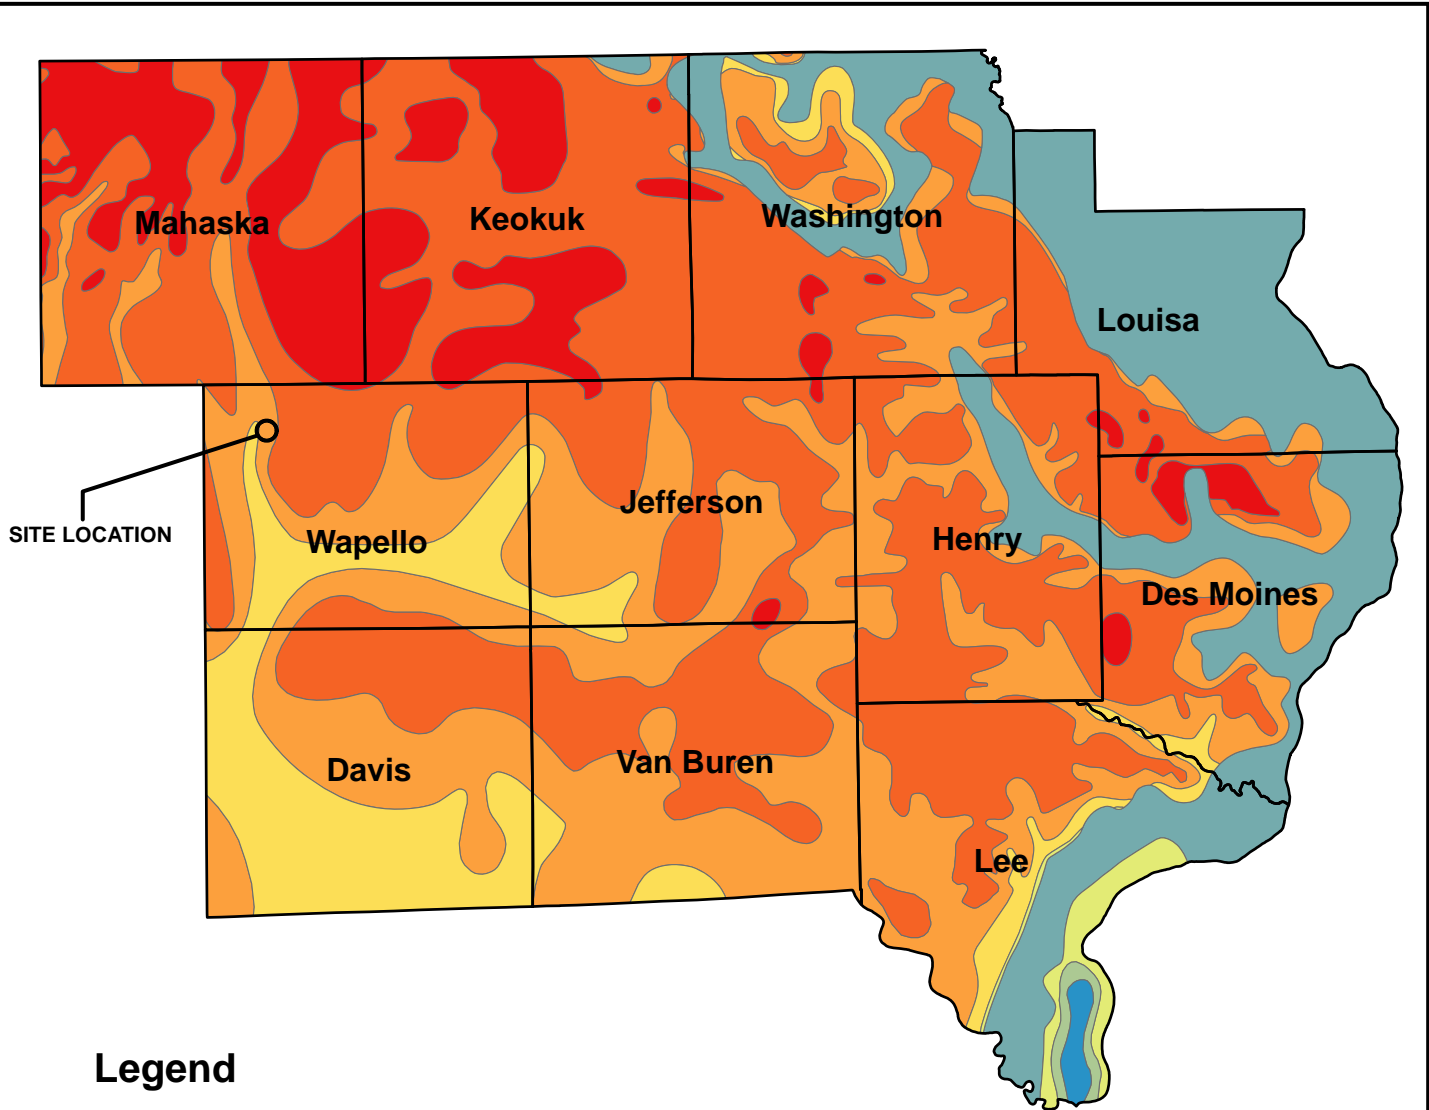 Mahaska
Keokuk
Washington
Louisa
SITE LOCATION
Wapello
Jefferson
Henry
Des Moines
Davis
Van Buren
Lee
Legend